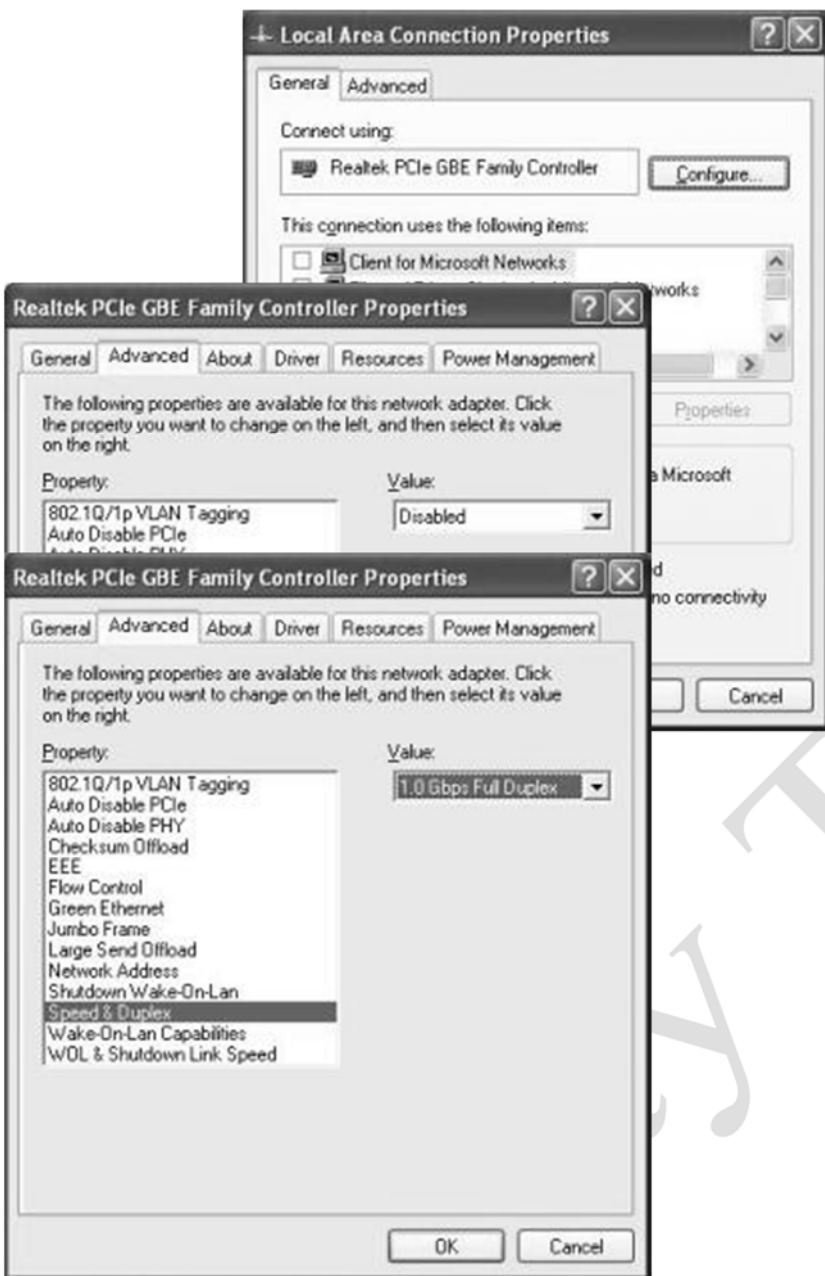 Local Area Connection Properties
General Advanced
Connect using:
Realtek PCIe GBE Family Controller
Configure...
This connection uses the following items:
Client for Microsoft Networks
Networks
Properties
a Microsoft
no connectivity
Cancel
Realtek PCIe GBE Family Controller Properties
General Advanced About Driver Resources Power Management
The following properties are available for this network adapter. Click
the property you want to change on the left, and then select its value
on the right.
Property:
Value:
802.1Q/1p VLAN Tagging
Auto Disable PCIe
Disabled
Realtek PCIe GBE Family Controller Properties
General Advanced About Driver Resources Power Management
The following properties are available for this network adapter. Click
the property you want to change on the left, and then select its value
on the right.
Property:
Value:
802.1Q/1p VLAN Tagging
Auto Disable PCIe
Auto Disable PHY
Checksum Offload
EEE
Flow Control
Green Ethernet
Jumbo Frame
Large Send Offload
Network Address
Shutdown Wake-On-Lan
Speed & Duplex
Wake-On-Lan Capabilities
WOL & Shutdown Link Speed
1.0 Gbps Full Duplex
OK
Cancel